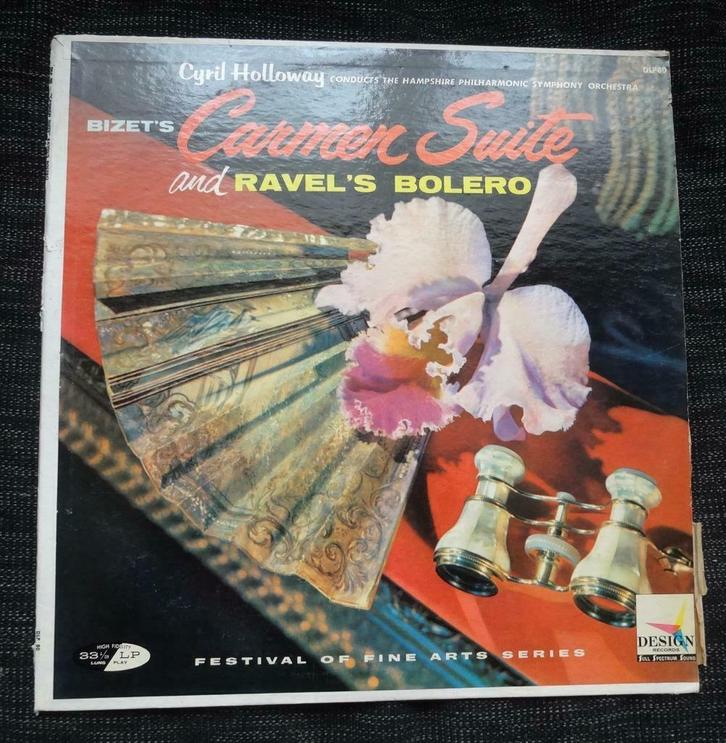 Cyril Holloway CONDUCTS THE HAMPSHIRE PHILHARMONIC SYMPHONY ORCHESTRA
BIZET'S Carmen Suite
and RAVEL'S BOLERO
HIGH FIDELITY
33⅓ LP
LONG PLAY
FESTIVAL OF FINE ARTS SERIES
DESIGN
RECORDS
FULL SPECTRUM SOUND